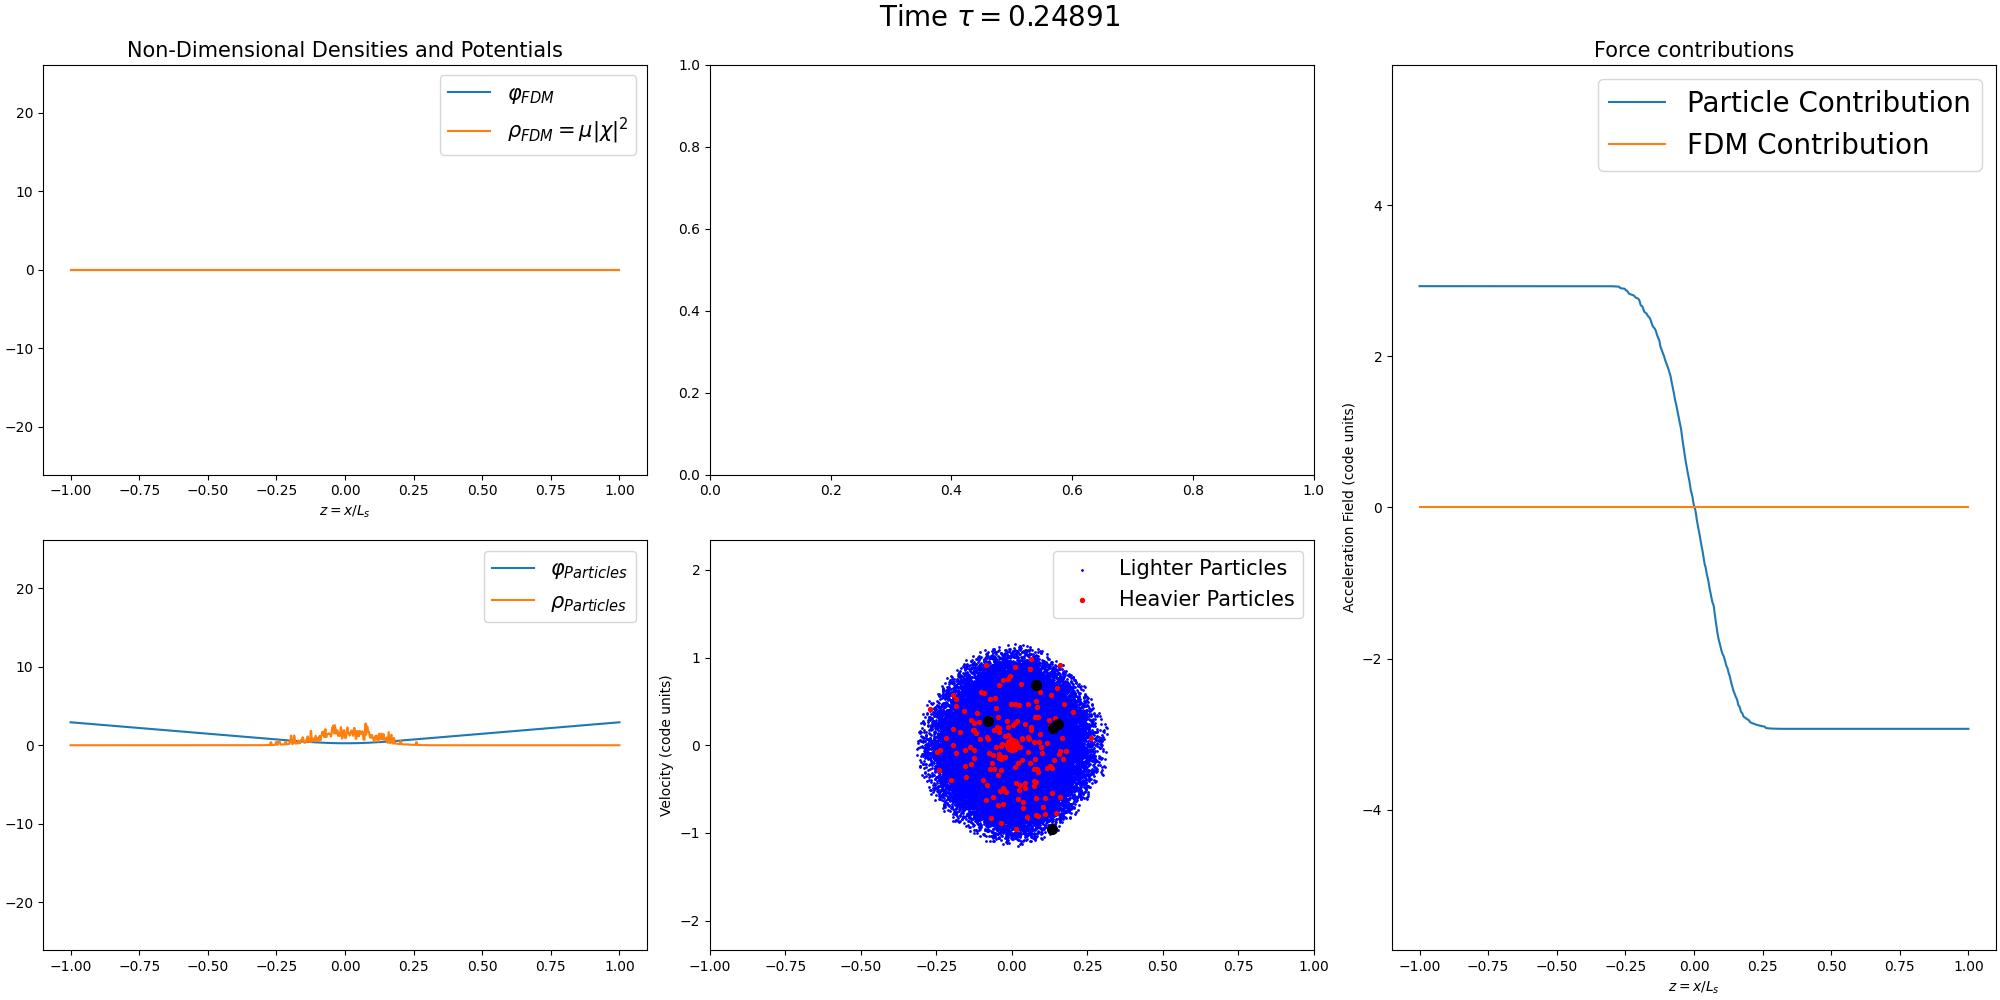 Time τ = 0.24891
Non-Dimensional Densities and Potentials
20
10
0
−10
−20
−1.00 −0.75 −0.50 −0.25 0.00 0.25 0.50 0.75 1.00
z = x/L_s
φ_FDM
ρ_FDM = μ|χ|²
1.0
0.8
0.6
0.4
0.2
0.0
0.0 0.2 0.4 0.6 0.8 1.0
20
10
0
−10
−20
−1.00 −0.75 −0.50 −0.25 0.00 0.25 0.50 0.75 1.00
φ_Particles
ρ_Particles
Velocity (code units)
2
1
0
−1
−2
−1.00 −0.75 −0.50 −0.25 0.00 0.25 0.50 0.75 1.00
Lighter Particles
Heavier Particles
Force contributions
Acceleration Field (code units)
4
2
0
−2
−4
−1.00 −0.75 −0.50 −0.25 0.00 0.25 0.50 0.75 1.00
z = x/L_s
Particle Contribution
FDM Contribution